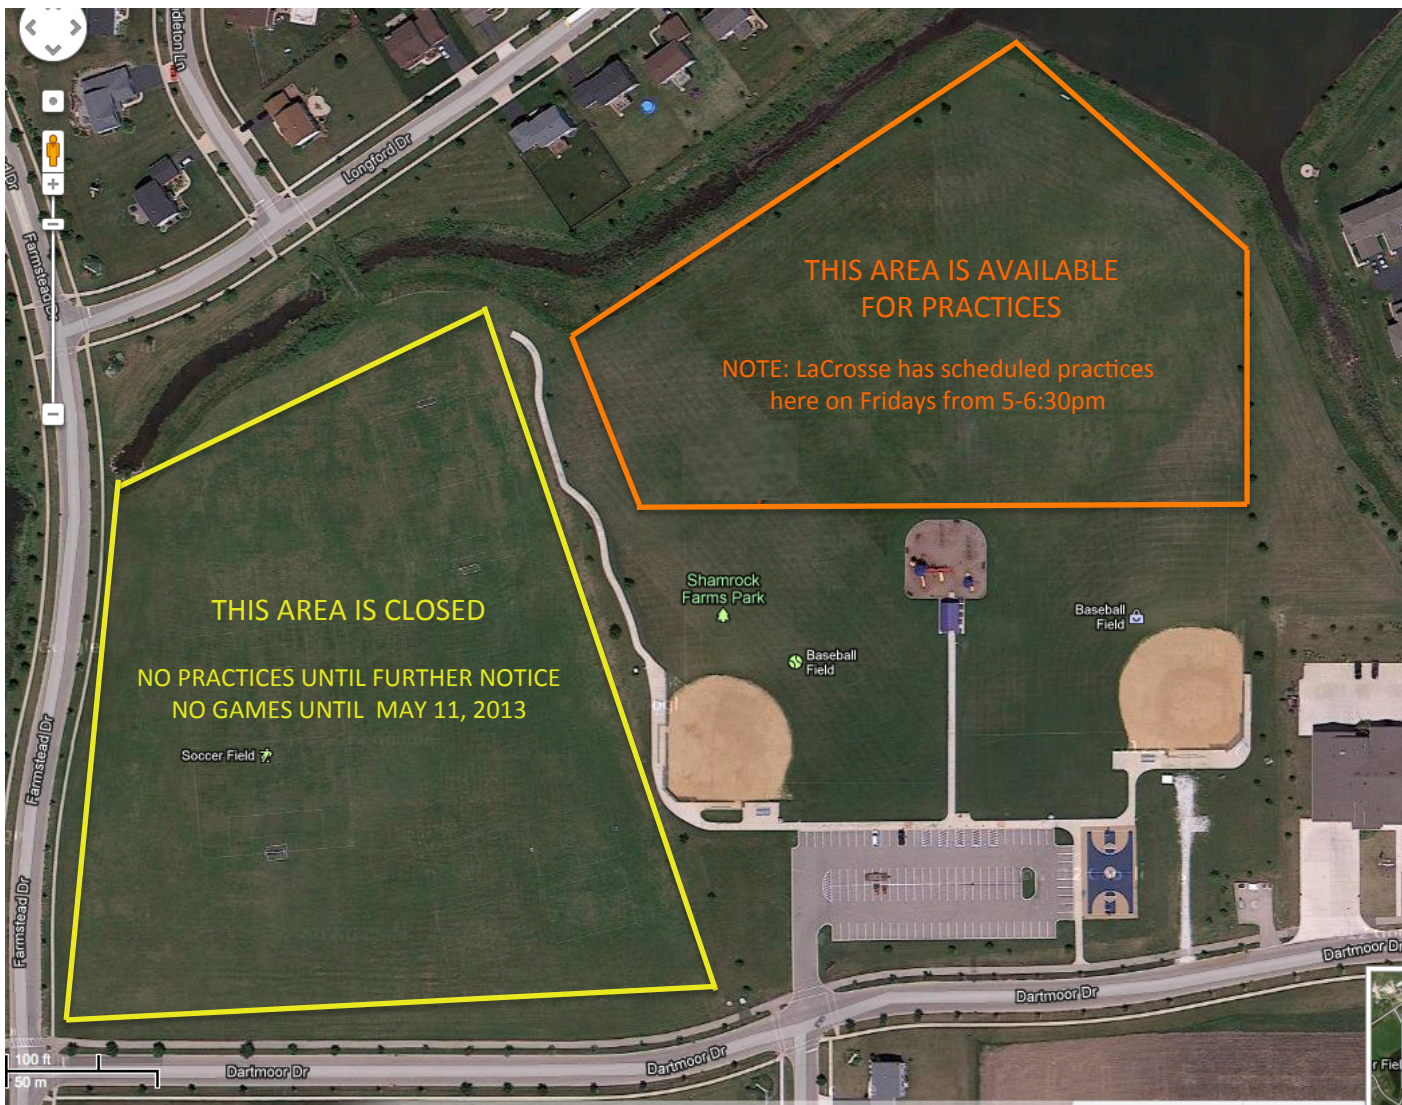 Longford Dr
Farmstead Dr
THIS AREA IS AVAILABLE
FOR PRACTICES
NOTE: LaCrosse has scheduled practices
here on Fridays from 5-6:30pm
THIS AREA IS CLOSED
NO PRACTICES UNTIL FURTHER NOTICE
NO GAMES UNTIL MAY 11, 2013
Soccer Field
Shamrock
Farms Park
Baseball
Field
Baseball
Field
Farmstead Dr
Farmstead Dr
Dartmoor Dr
Dartmoor Dr
Dartmoor Dr
Dartmoor Dr
100 ft
50 m